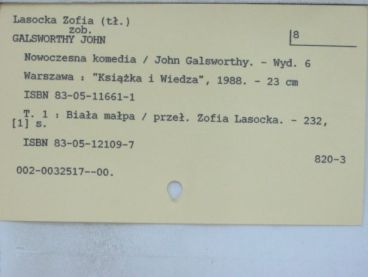 Lasocka Zofia (tł.)
zob.
GALSWORTHY JOHN
8
Nowoczesna komedia / John Galsworthy. - Wyd. 6
Warszawa : "Książka i Wiedza", 1988. - 23 cm
ISBN 83-05-11661-1
T. 1 : Biała małpa / przeł. Zofia Lasocka. - 232,
[1] s.
ISBN 83-05-12109-7
820-3
002-0032517--00.